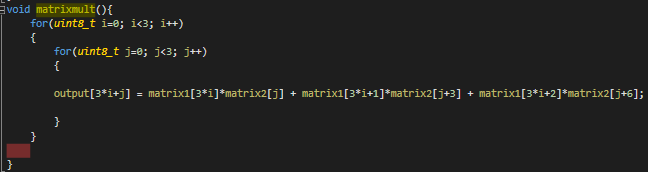 void matrixmult(){
for(uint8_t i=0; i<3; i++)
{
for(uint8_t j=0; j<3; j++)
{
output[3*i+j] = matrix1[3*i]*matrix2[j] + matrix1[3*i+1]*matrix2[j+3] + matrix1[3*i+2]*matrix2[j+6];
}
}
}